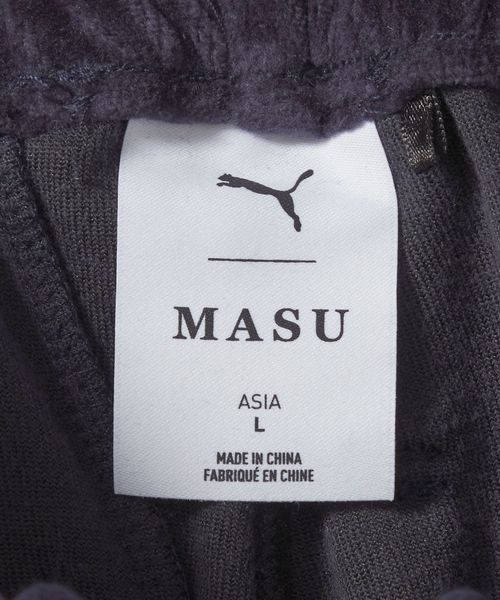 MASU
ASIA
L
MADE IN CHINA
FABRIQUÉ EN CHINE